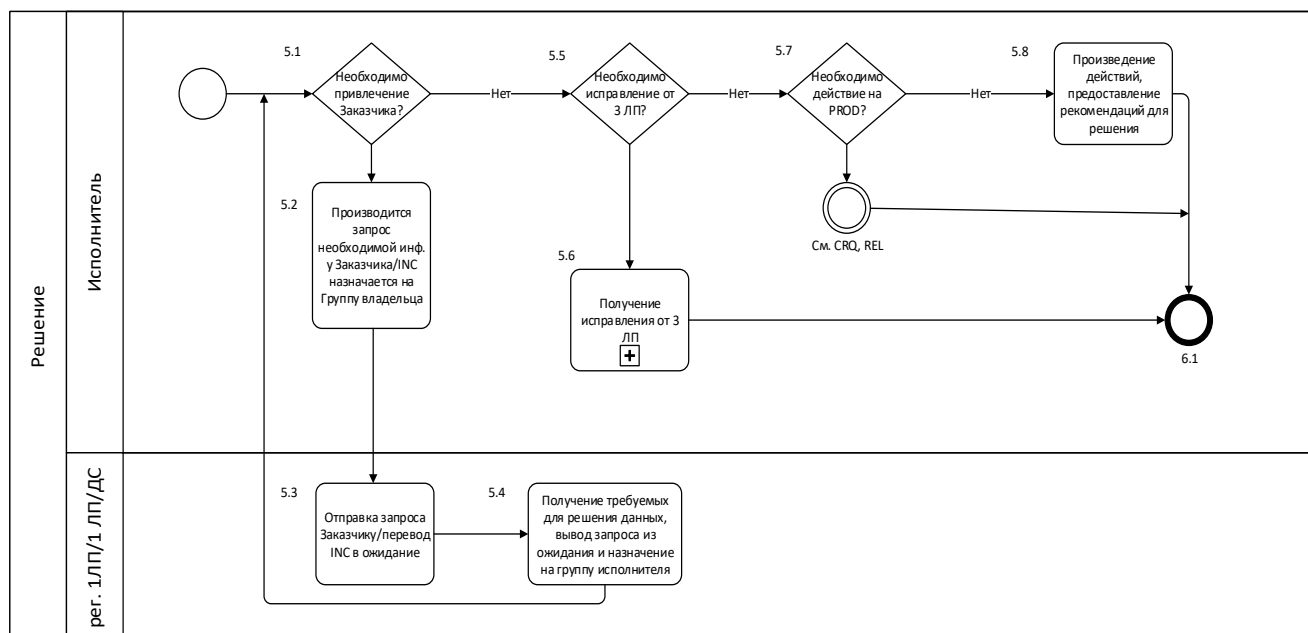 Решение
Исполнитель
5.1
Необходимо
привлечение
Заказчика?
Нет
5.5
Необходимо
исправление от
3 ЛП?
Нет
5.7
Необходимо
действие на
PROD?
Нет
5.8
Произведение
действий,
предоставление
рекомендаций для
решения
5.2
Производится
запрос
необходимой инф.
у Заказчика/INC
назначается на
Группу владельца
См. CRQ, REL
5.6
Получение
исправления от 3
ЛП
6.1
рег. 1ЛП/1 ЛП/ДС
5.3
Отправка запроса
Заказчику/перевод
INC в ожидание
5.4
Получение требуемых
для решения данных,
вывод запроса из
ожидания и назначение
на группу исполнителя